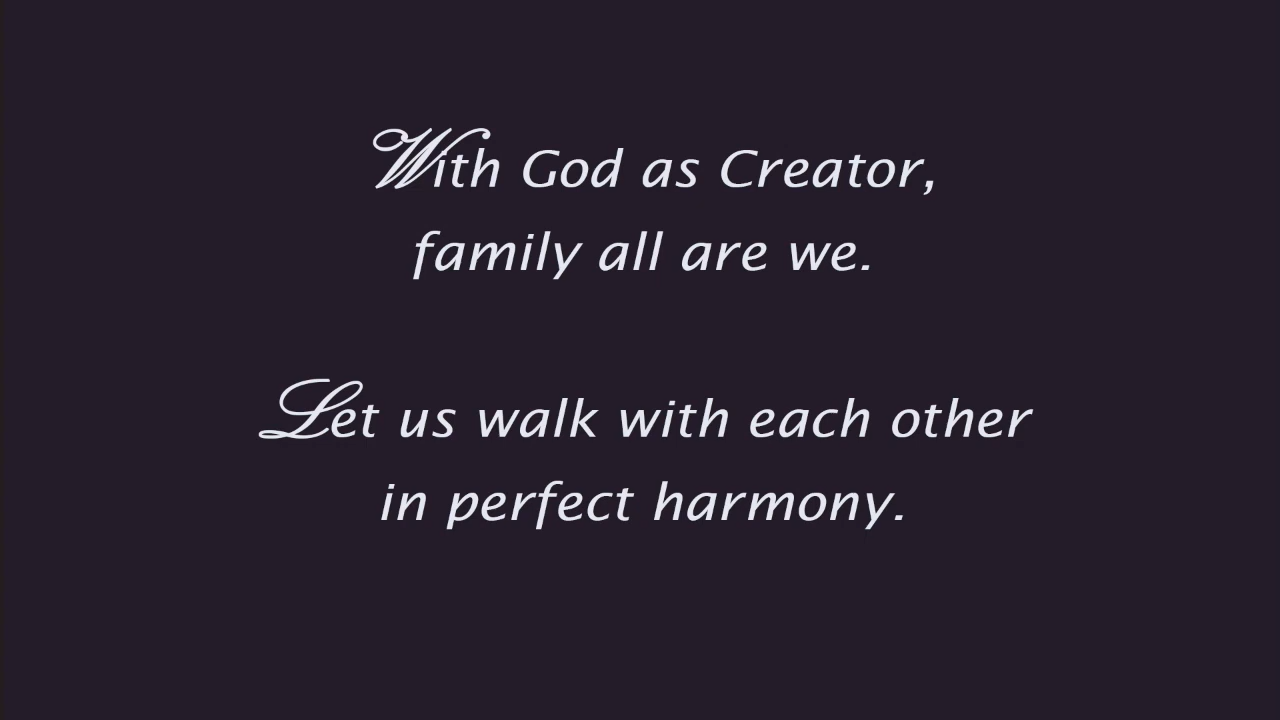 With God as Creator,
family all are we.
Let us walk with each other
in perfect harmony.